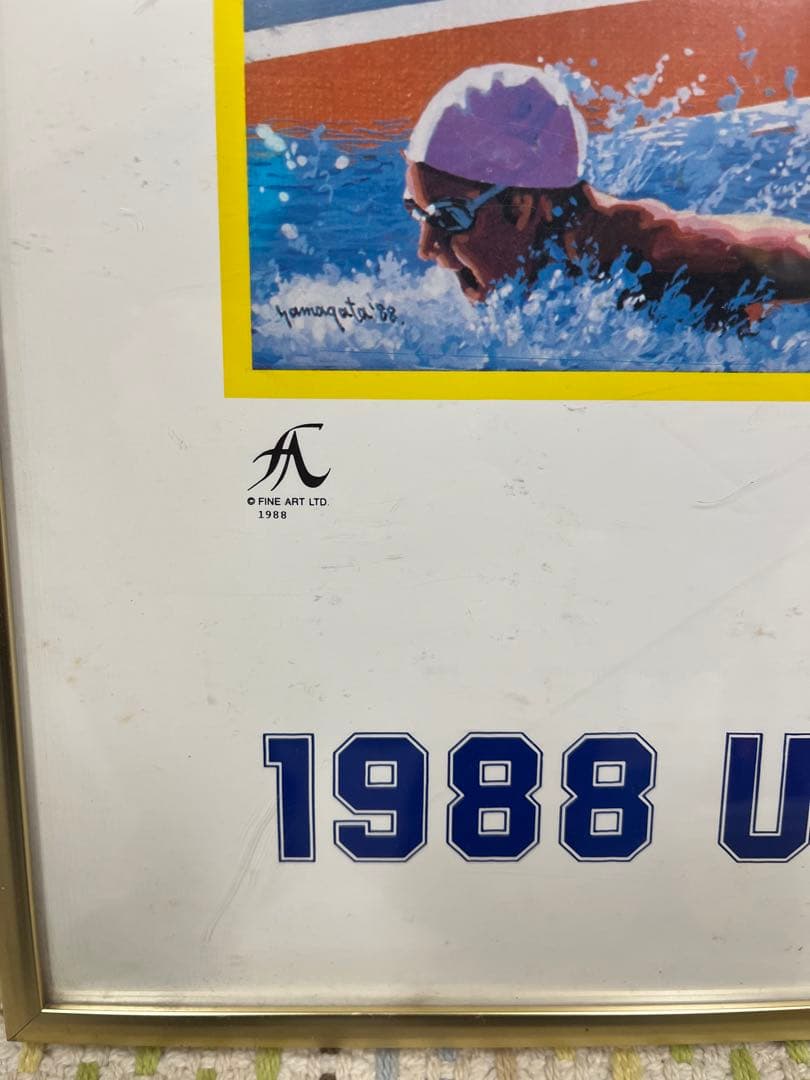 yamagata '88.
© FINE ART LTD.
1988
1988 U